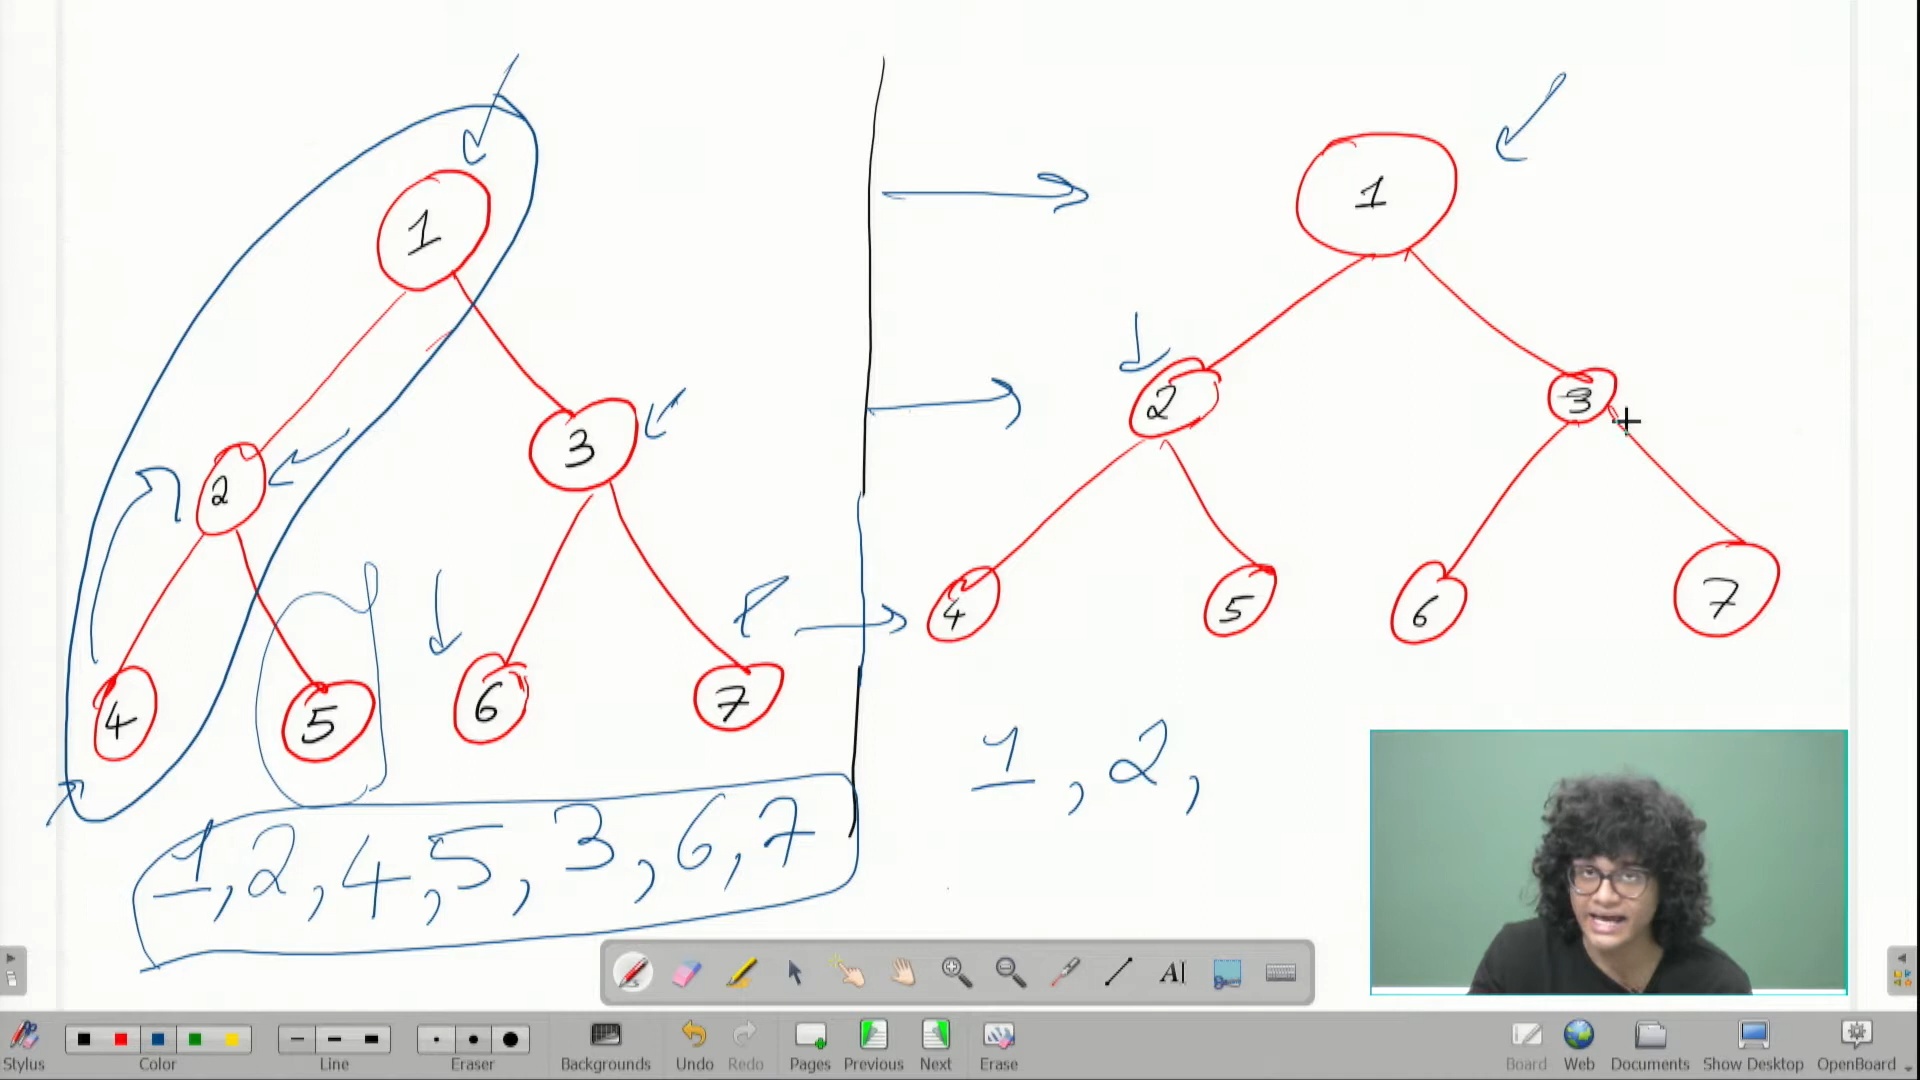 1
2
3
4
5
6
7
1,2,4,5,3,6,7
1
2
3
4
5
6
7
1,2,
A
Stylus
Color
Line
Eraser
Backgrounds
Undo
Redo
Pages
Previous
Next
Erase
Board
Web
Documents
Show Desktop
OpenBoard